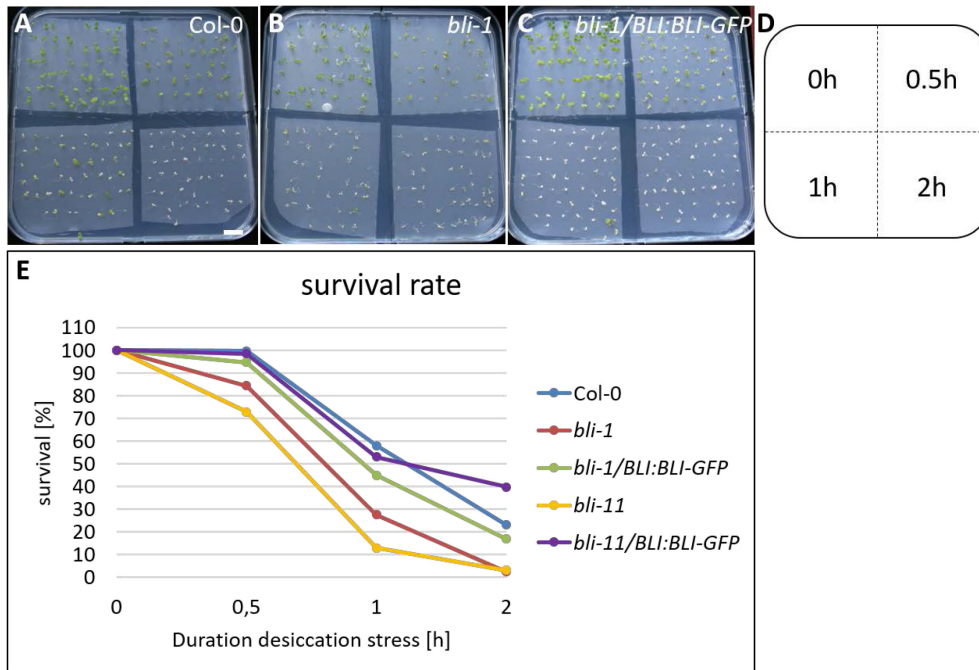 A Col-0
B bli-1
C bli-1/BLI:BLI-GFP
D
0h 0.5h
1h 2h
E
survival rate
survival [%]
110
100
90
80
70
60
50
40
30
20
10
0
0 0,5 1 2
Duration desiccation stress [h]
Col-0
bli-1
bli-1/BLI:BLI-GFP
bli-11
bli-11/BLI:BLI-GFP